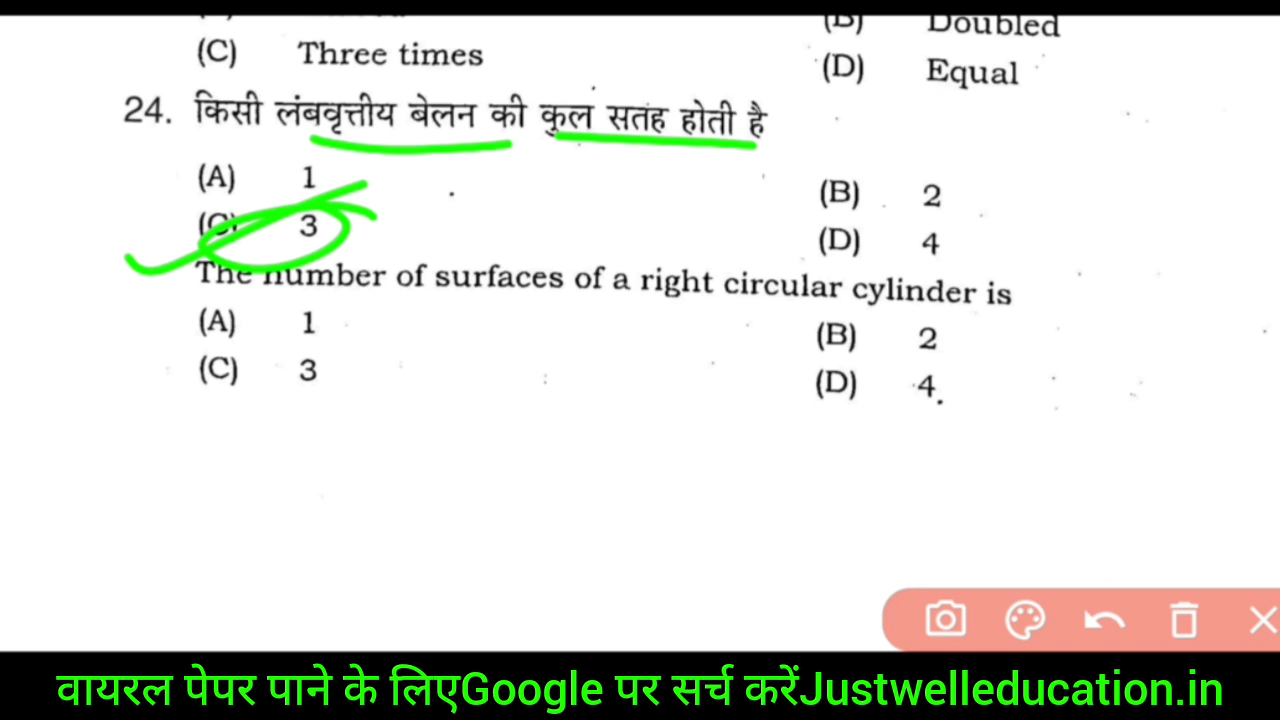 (B) Doubled
(C) Three times
(D) Equal
24. किसी लंबवृत्तीय बेलन की कुल सतह होती है
(A) 1
(B) 2
(C) 3
(D) 4
The number of surfaces of a right circular cylinder is
(A) 1
(B) 2
(C) 3
(D) 4
वायरल पेपर पाने के लिएGoogle पर सर्च करेंJustwelleducation.in